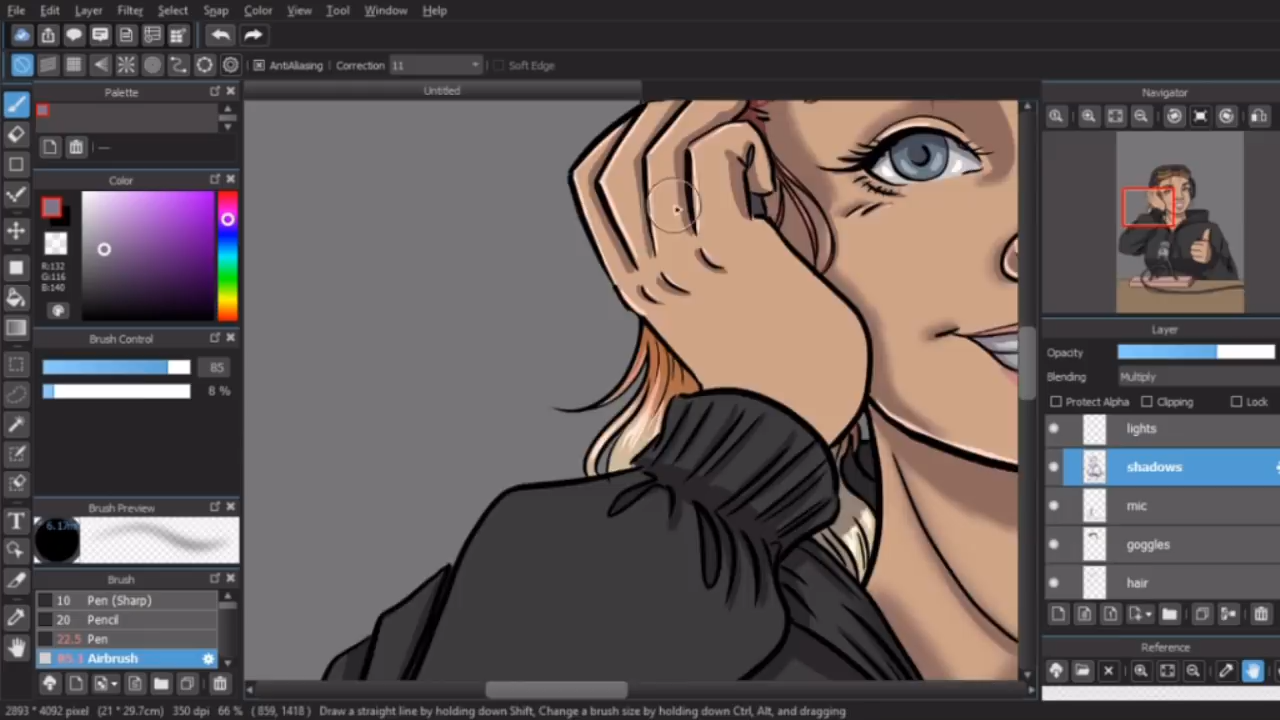 File Edit Layer Filter Select Snap Color View Tool Window Help
AntiAliasing Correction 11 Soft Edge
Palette
Untitled
Navigator
Color
R:132
G:116
B:140
Brush Control
85
8 %
Brush Preview
Brush
10 Pen (Sharp)
20 Pencil
22.5 Pen
Airbrush
Layer
Opacity
Blending Multiply
Protect Alpha Clipping Lock
lights
shadows
mic
goggles
hair
Reference
T
2893 * 4092 pixel (21 * 29.7cm) 350 dpi 66 % ( 859, 1418 ) Draw a straight line by holding down Shift, Change a brush size by holding down Ctrl, Alt, and dragging